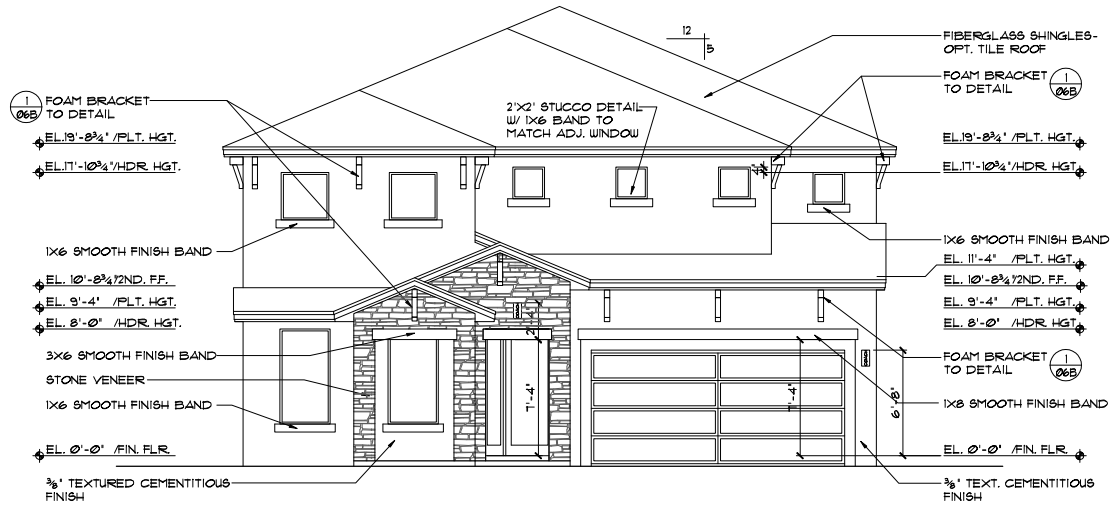 12
5
FIBERGLASS SHINGLES-
OPT. TILE ROOF
1
06B
FOAM BRACKET
TO DETAIL
FOAM BRACKET
TO DETAIL
1
06B
2'X2' STUCCO DETAIL
W/ 1X6 BAND TO
MATCH ADJ. WINDOW
EL.19'-8¾" /PLT. HGT.
EL.19'-8¾" /PLT. HGT.
EL.17'-10¾"/HDR. HGT.
4"
EL.17'-10¾"/HDR. HGT.
1X6 SMOOTH FINISH BAND
1X6 SMOOTH FINISH BAND
EL. 11'-4" /PLT. HGT.
EL. 10'-8¾"/2ND. F.F.
EL. 10'-8¾"/2ND. F.F.
EL. 9'-4" /PLT. HGT.
EL. 9'-4" /PLT. HGT.
EL. 8'-0" /HDR. HGT.
EL. 8'-0" /HDR. HGT.
2'-4"
3X6 SMOOTH FINISH BAND
FOAM BRACKET
TO DETAIL
1
06B
STONE VENEER
7'-4"
7'-4"
6'-8"
1X6 SMOOTH FINISH BAND
1X8 SMOOTH FINISH BAND
EL. 0'-0" /FIN. FLR.
EL. 0'-0" /FIN. FLR.
⅜" TEXTURED CEMENTITIOUS
FINISH
⅜" TEXT. CEMENTITIOUS
FINISH